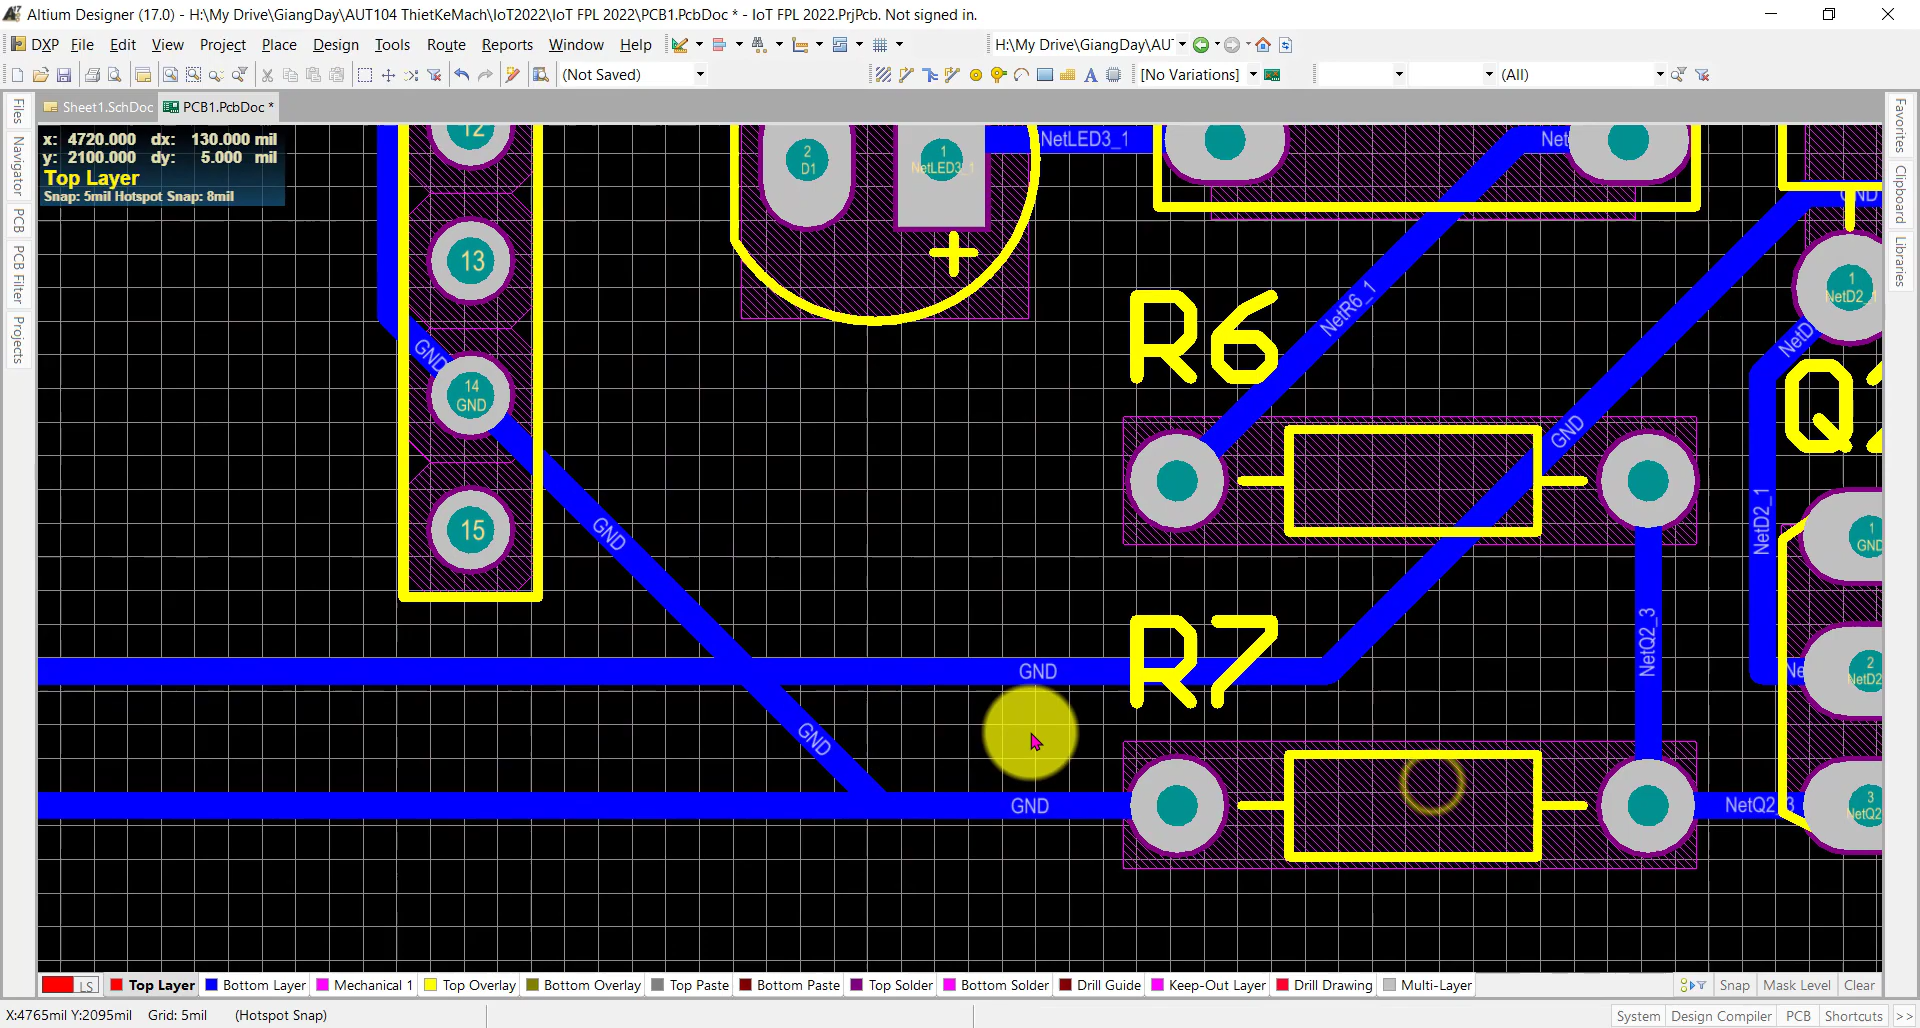 Altium Designer (17.0) - H:\My Drive\GiangDay\AUT104 ThietKeMach\IoT2022\IoT FPL 2022\PCB1.PcbDoc * - IoT FPL 2022.PrjPcb. Not signed in.
DXP File Edit View Project Place Design Tools Route Reports Window Help H:\My Drive\GiangDay\AU
(Not Saved) [No Variations] (All)
Sheet1.SchDoc PCB1.PcbDoc *
Files
Navigator
PCB
PCB Filter
Projects
Favorites
Clipboard
Libraries
x: 4720.000 dx: 130.000 mil
y: 2100.000 dy: 5.000 mil
Top Layer
Snap: 5mil Hotspot Snap: 8mil
12
13
GND
14
GND
15
2
D1
1
NetLED3_1
+
NetLED3_1
Net
GND
R6
NetR6_1
1
NetD2_1
NetD
GND
NetD2_1
GND
1
GND
GND
R7
NetQ2_3
Ne
2
NetD2
GND
GND
NetQ2_3
3
NetQ2
LS Top Layer Bottom Layer Mechanical 1 Top Overlay Bottom Overlay Top Paste Bottom Paste Top Solder Bottom Solder Drill Guide Keep-Out Layer Drill Drawing Multi-Layer Snap Mask Level Clear
X:4765mil Y:2095mil Grid: 5mil (Hotspot Snap) System Design Compiler PCB Shortcuts >>